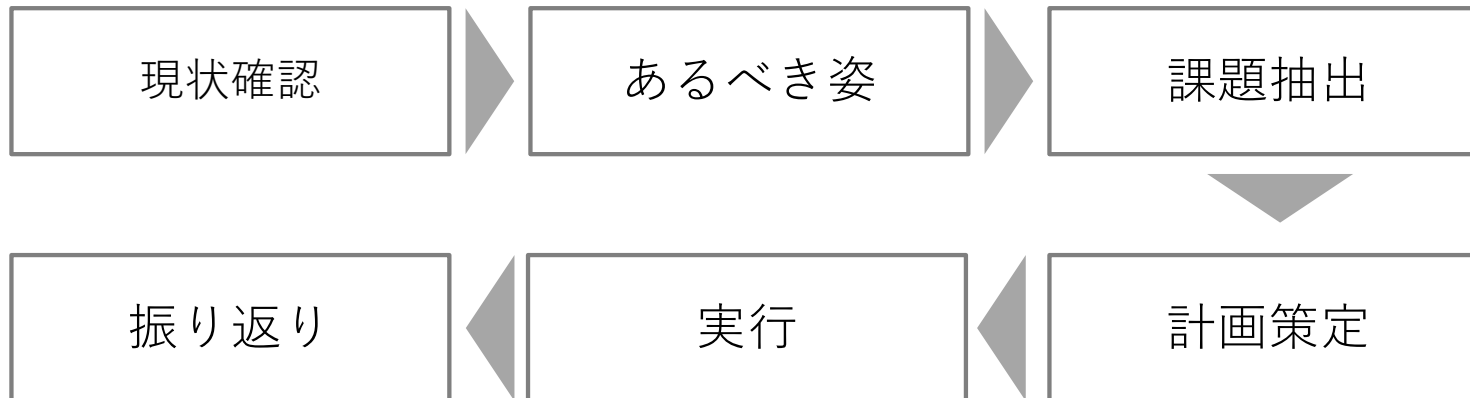 現状確認
あるべき姿
課題抽出
計画策定
実行
振り返り